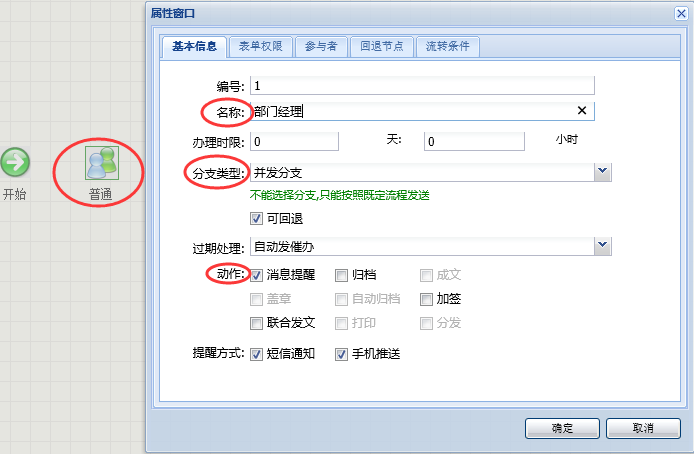 属性窗口
基本信息 表单权限 参与者 回退节点 流转条件
编号: 1
名称: 部门经理
办理时限: 0 天: 0 小时
分支类型: 并发分支
不能选择分支,只能按照既定流程发送
可回退
过期处理: 自动发催办
动作: 消息提醒 归档 成文
盖章 自动归档 加签
联合发文 打印 分发
提醒方式: 短信通知 手机推送
确定 取消
开始
普通